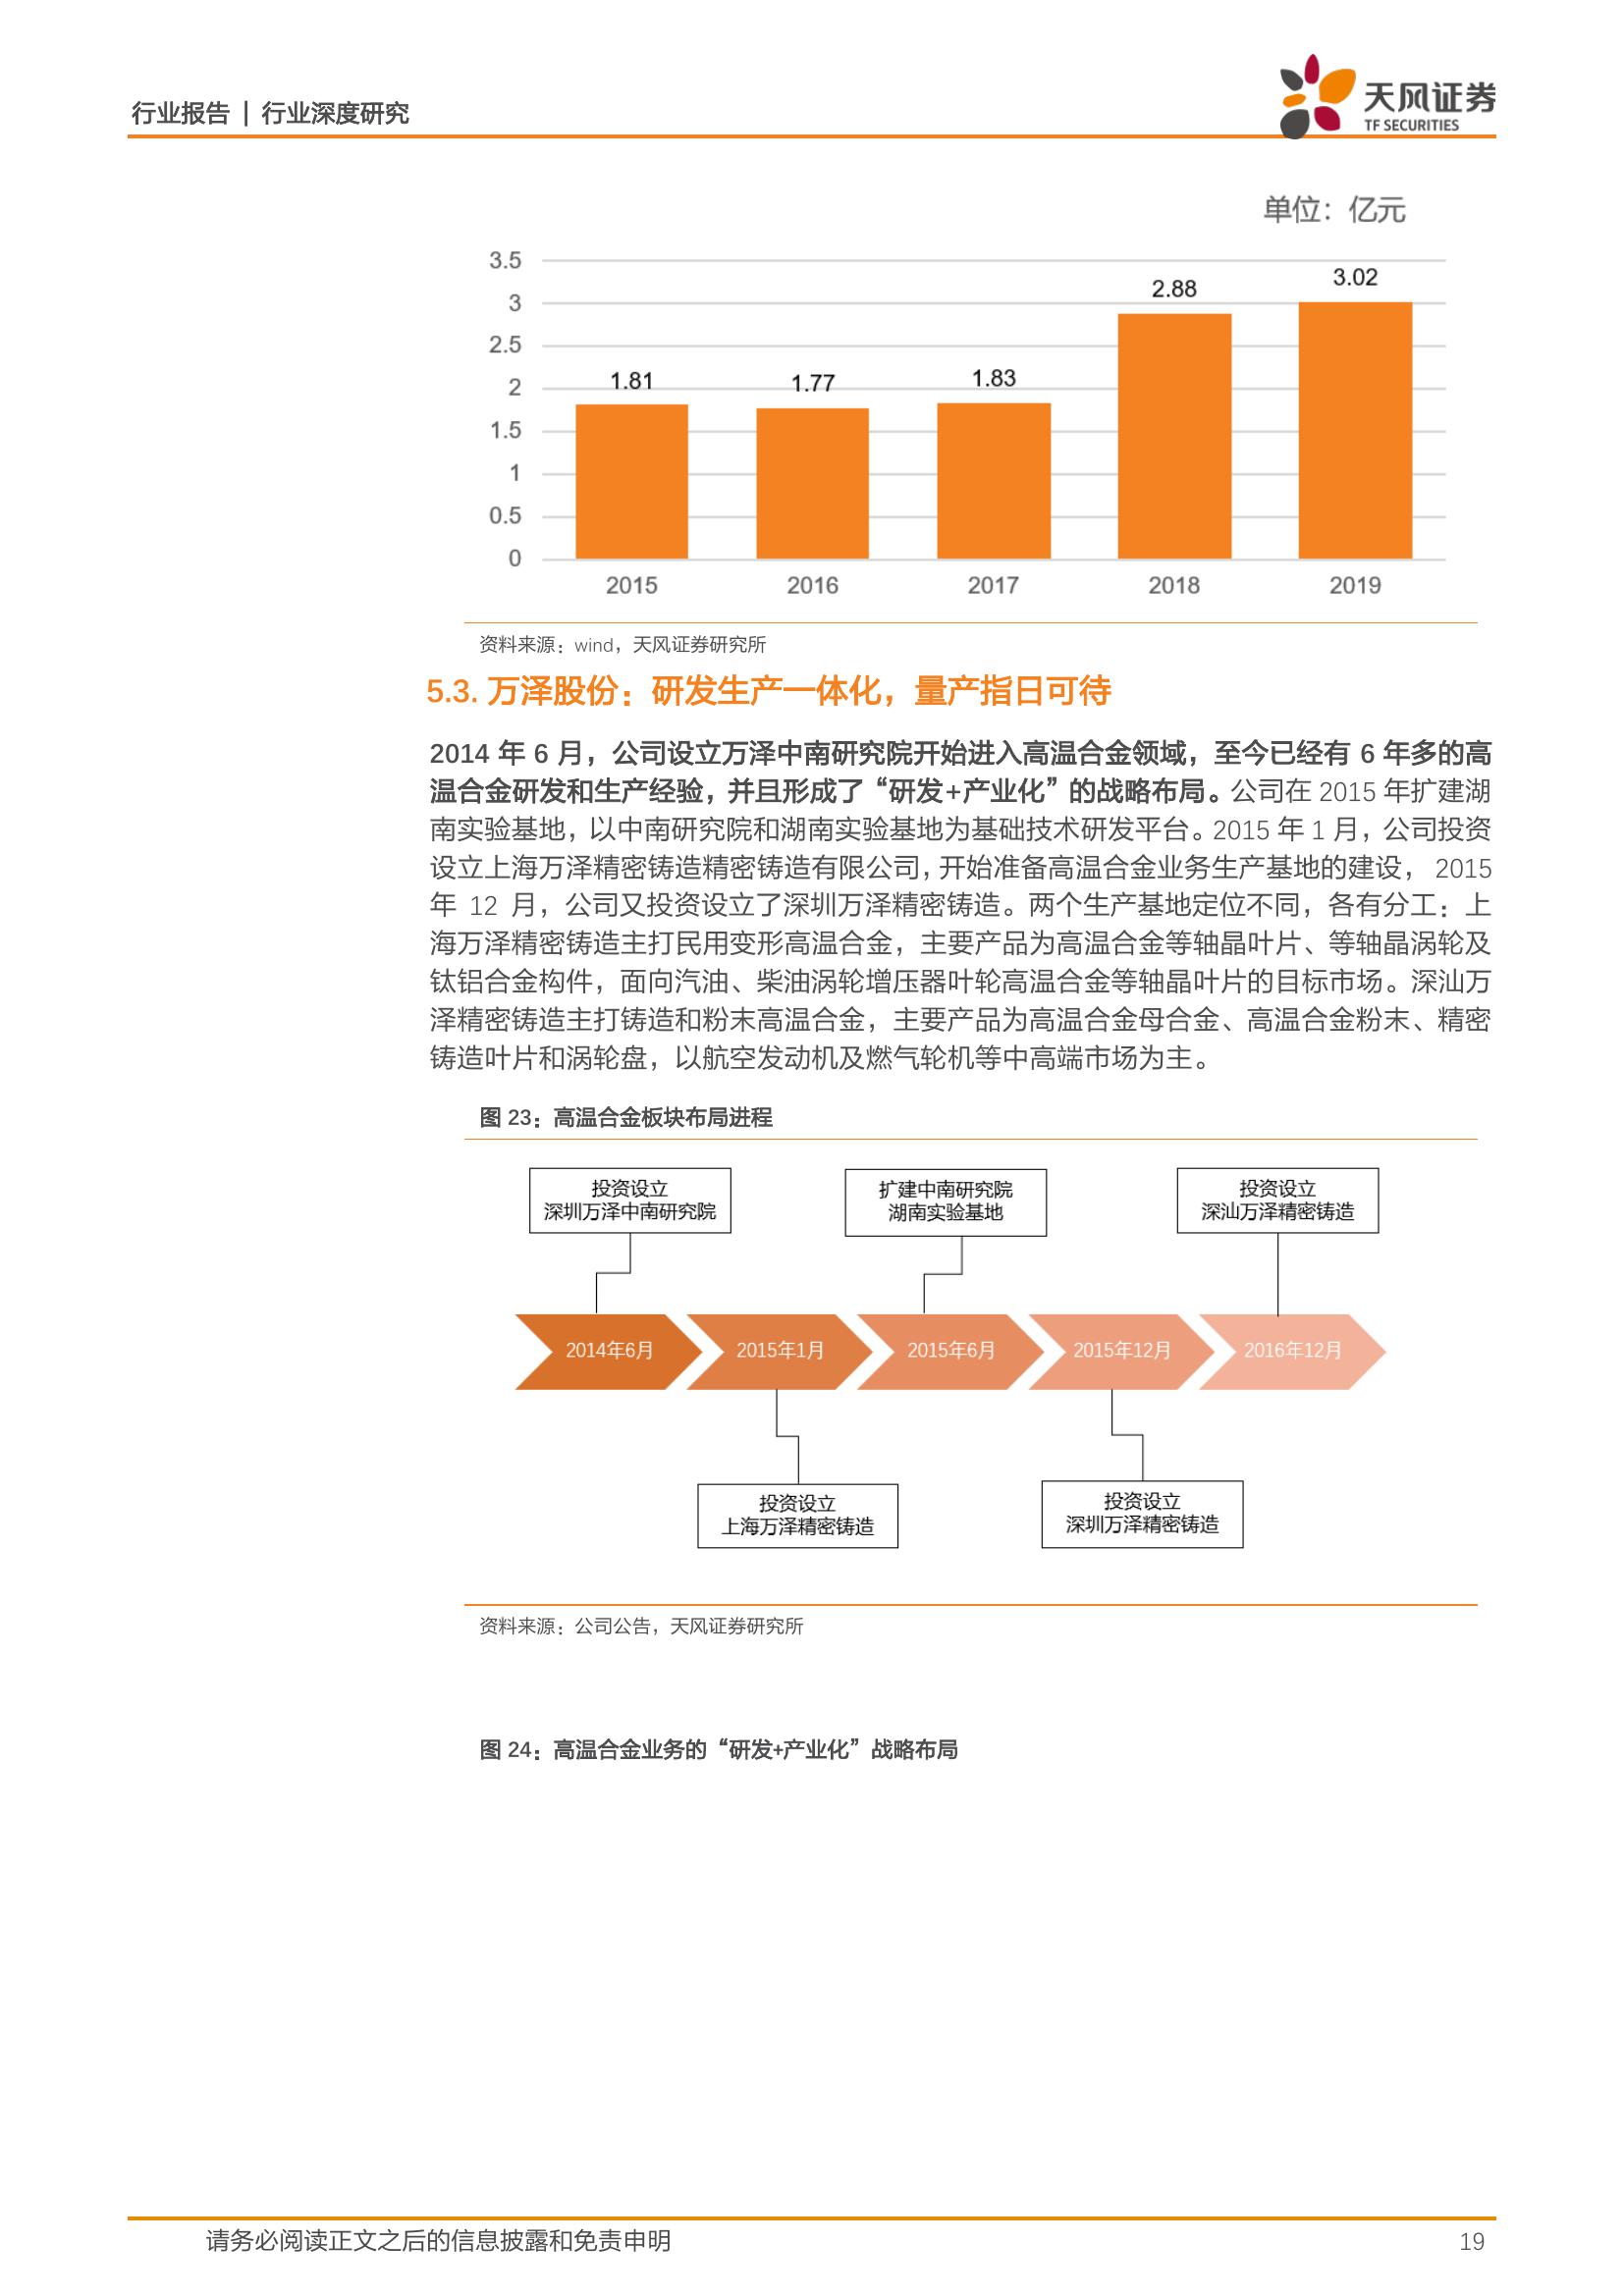 行业报告 | 行业深度研究
天风证券
TF SECURITIES
单位：亿元
3.5
3
2.5
2
1.5
1
0.5
0
1.81
1.77
1.83
2.88
3.02
2015
2016
2017
2018
2019
资料来源：wind，天风证券研究所
5.3. 万泽股份：研发生产一体化，量产指日可待
2014 年 6 月，公司设立万泽中南研究院开始进入高温合金领域，至今已经有 6 年多的高
温合金研发和生产经验，并且形成了“研发+产业化”的战略布局。公司在 2015 年扩建湖
南实验基地，以中南研究院和湖南实验基地为基础技术研发平台。2015 年 1 月，公司投资
设立上海万泽精密铸造精密铸造有限公司，开始准备高温合金业务生产基地的建设， 2015
年 12 月，公司又投资设立了深圳万泽精密铸造。两个生产基地定位不同，各有分工：上
海万泽精密铸造主打民用变形高温合金，主要产品为高温合金等轴晶叶片、等轴晶涡轮及
钛铝合金构件，面向汽油、柴油涡轮增压器叶轮高温合金等轴晶叶片的目标市场。深汕万
泽精密铸造主打铸造和粉末高温合金，主要产品为高温合金母合金、高温合金粉末、精密
铸造叶片和涡轮盘，以航空发动机及燃气轮机等中高端市场为主。
图 23：高温合金板块布局进程
投资设立
深圳万泽中南研究院
扩建中南研究院
湖南实验基地
投资设立
深汕万泽精密铸造
2014年6月
2015年1月
2015年6月
2015年12月
2016年12月
投资设立
上海万泽精密铸造
投资设立
深圳万泽精密铸造
资料来源：公司公告，天风证券研究所
图 24：高温合金业务的“研发+产业化”战略布局
请务必阅读正文之后的信息披露和免责申明
19